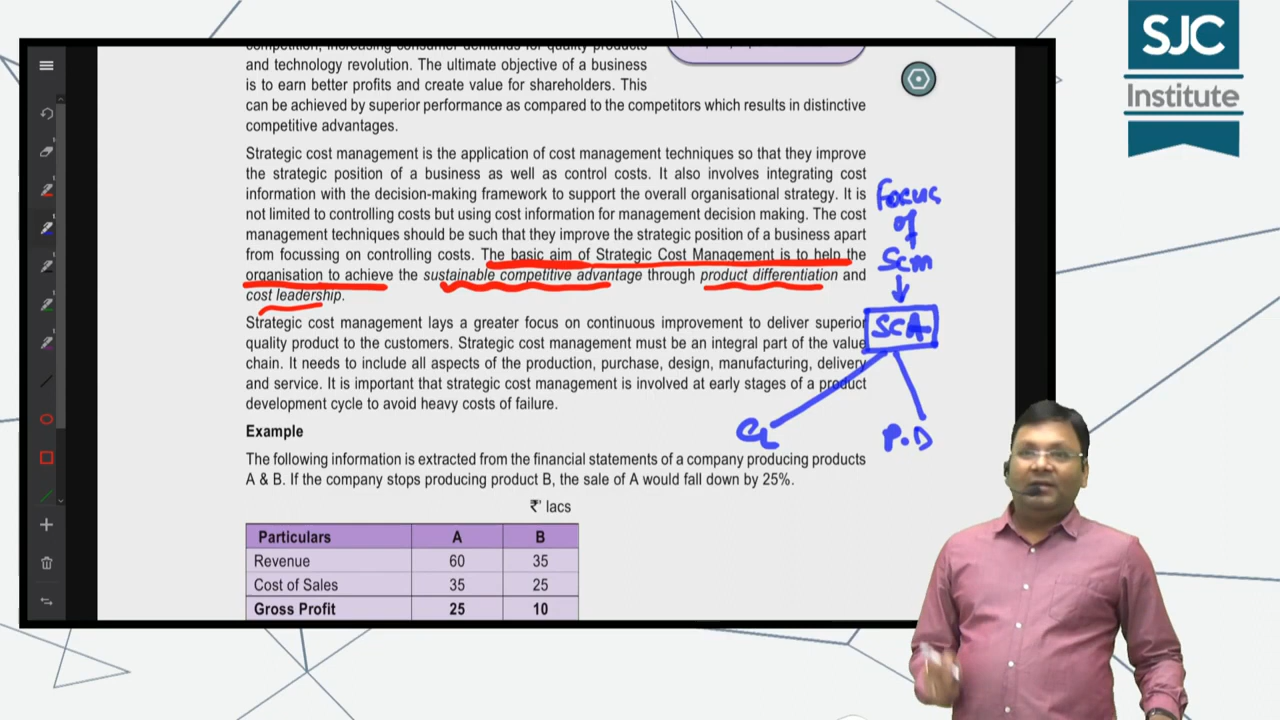 competition, increasing consumer demands for quality products
and technology revolution. The ultimate objective of a business
is to earn better profits and create value for shareholders. This
can be achieved by superior performance as compared to the competitors which results in distinctive
competitive advantages.
Strategic cost management is the application of cost management techniques so that they improve
the strategic position of a business as well as control costs. It also involves integrating cost
information with the decision-making framework to support the overall organisational strategy. It is
not limited to controlling costs but using cost information for management decision making. The cost
management techniques should be such that they improve the strategic position of a business apart
from focussing on controlling costs. The basic aim of Strategic Cost Management is to help the
organisation to achieve the sustainable competitive advantage through product differentiation and
cost leadership.
Strategic cost management lays a greater focus on continuous improvement to deliver superior
quality product to the customers. Strategic cost management must be an integral part of the value
chain. It needs to include all aspects of the production, purchase, design, manufacturing, delivery
and service. It is important that strategic cost management is involved at early stages of a product
development cycle to avoid heavy costs of failure.
Example
The following information is extracted from the financial statements of a company producing products
A & B. If the company stops producing product B, the sale of A would fall down by 25%.
₹' lacs
Particulars A B
Revenue 60 35
Cost of Sales 35 25
Gross Profit 25 10
Focus
of
Scm
SCA
CL
P.D
SJC
Institute